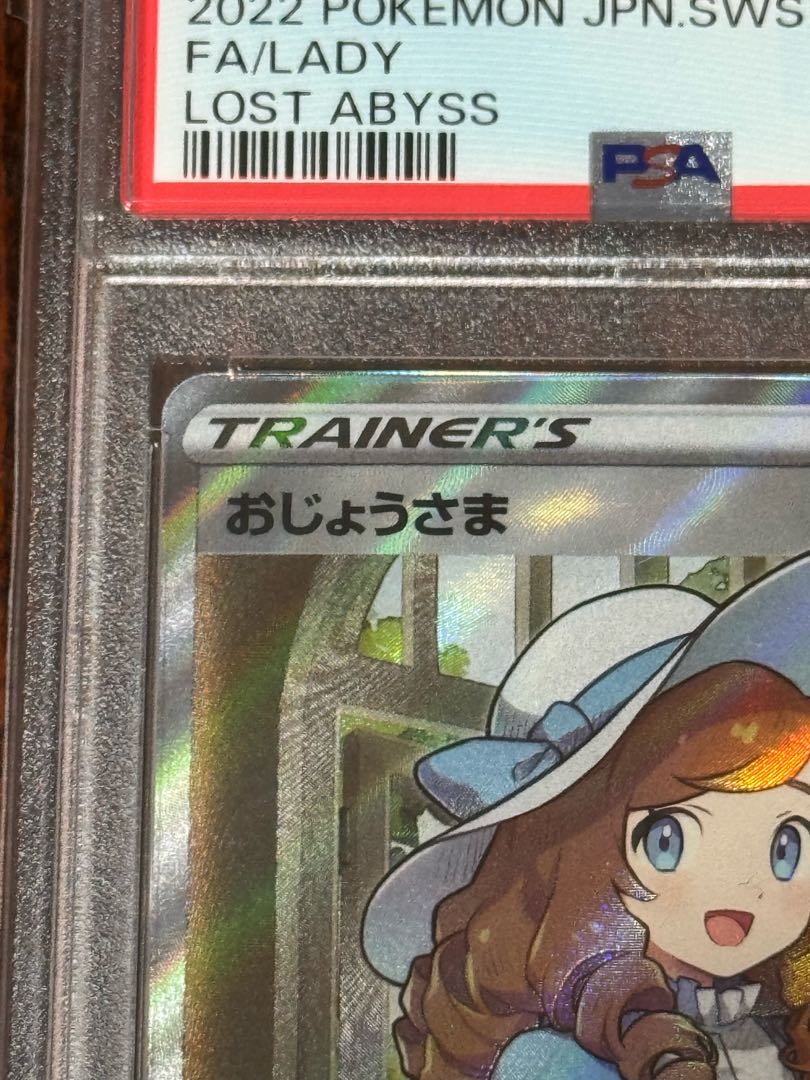 2022 POKEMON JPN.SWS
FA/LADY
LOST ABYSS
PSA
TRAINER'S
おじょうさま